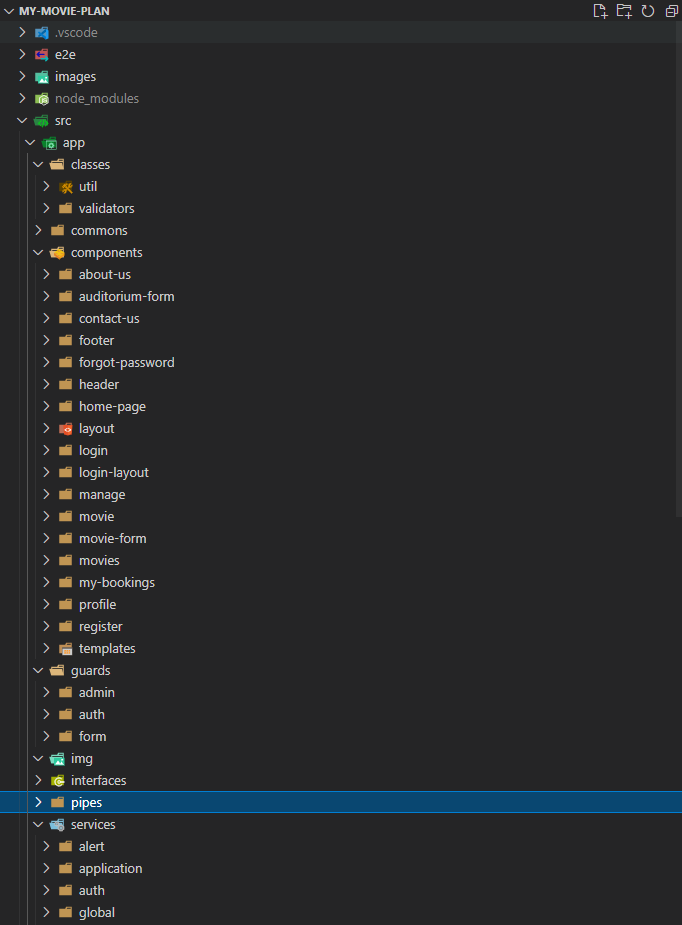 MY-MOVIE-PLAN
.vscode
e2e
images
node_modules
src
app
classes
util
validators
commons
components
about-us
auditorium-form
contact-us
footer
forgot-password
header
home-page
layout
login
login-layout
manage
movie
movie-form
movies
my-bookings
profile
register
templates
guards
admin
auth
form
img
interfaces
pipes
services
alert
application
auth
global